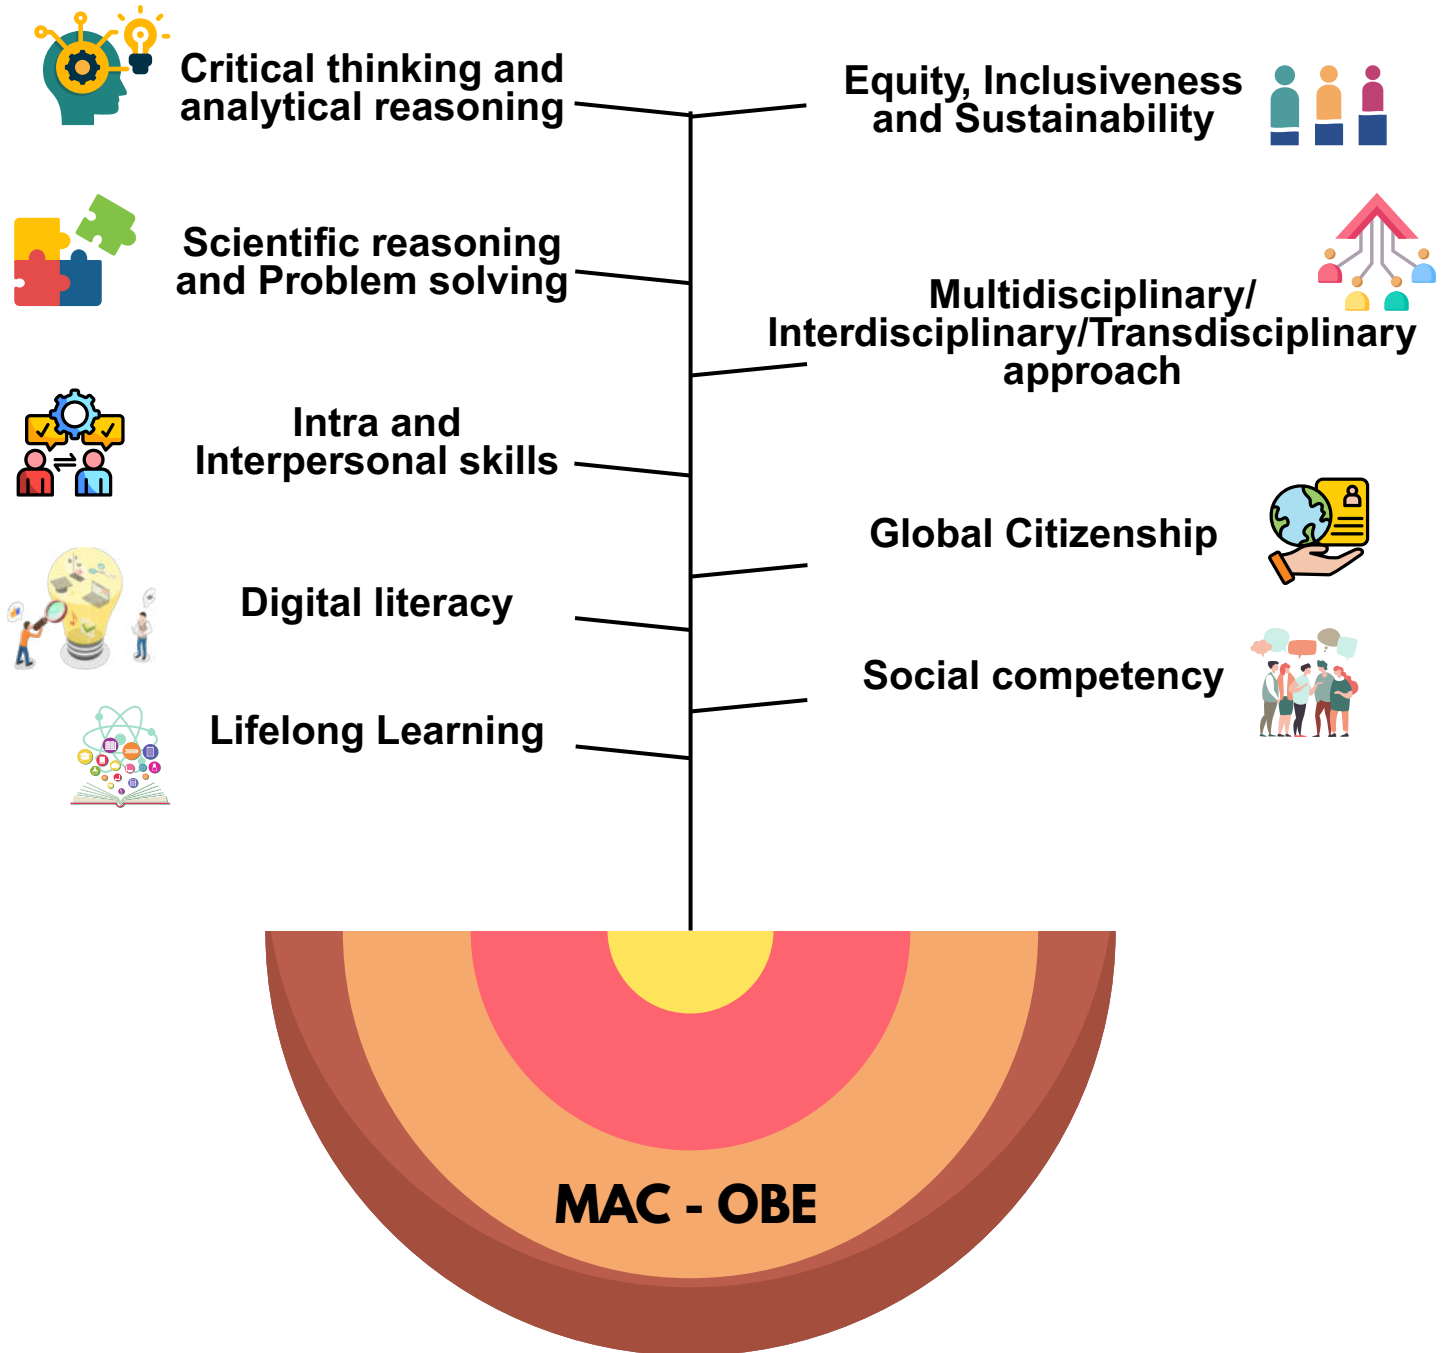 Critical thinking and
analytical reasoning
Scientific reasoning
and Problem solving
Intra and
Interpersonal skills
Digital literacy
Lifelong Learning
Equity, Inclusiveness
and Sustainability
Multidisciplinary/
Interdisciplinary/Transdisciplinary
approach
Global Citizenship
Social competency
MAC - OBE